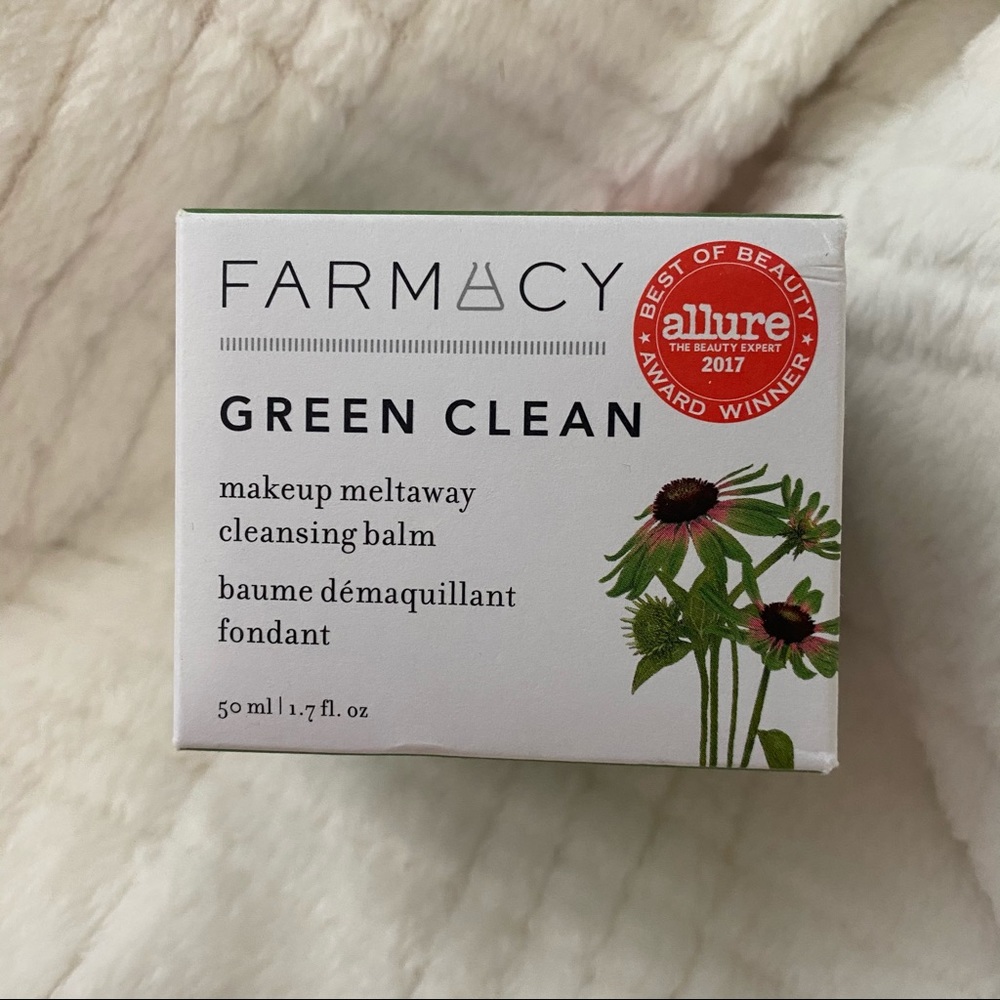 FARMACY
GREEN CLEAN
makeup meltaway
cleansing balm
baume démaquillant
fondant
50 ml | 1.7 fl. oz
BEST OF BEAUTY
allure
THE BEAUTY EXPERT
2017
AWARD WINNER